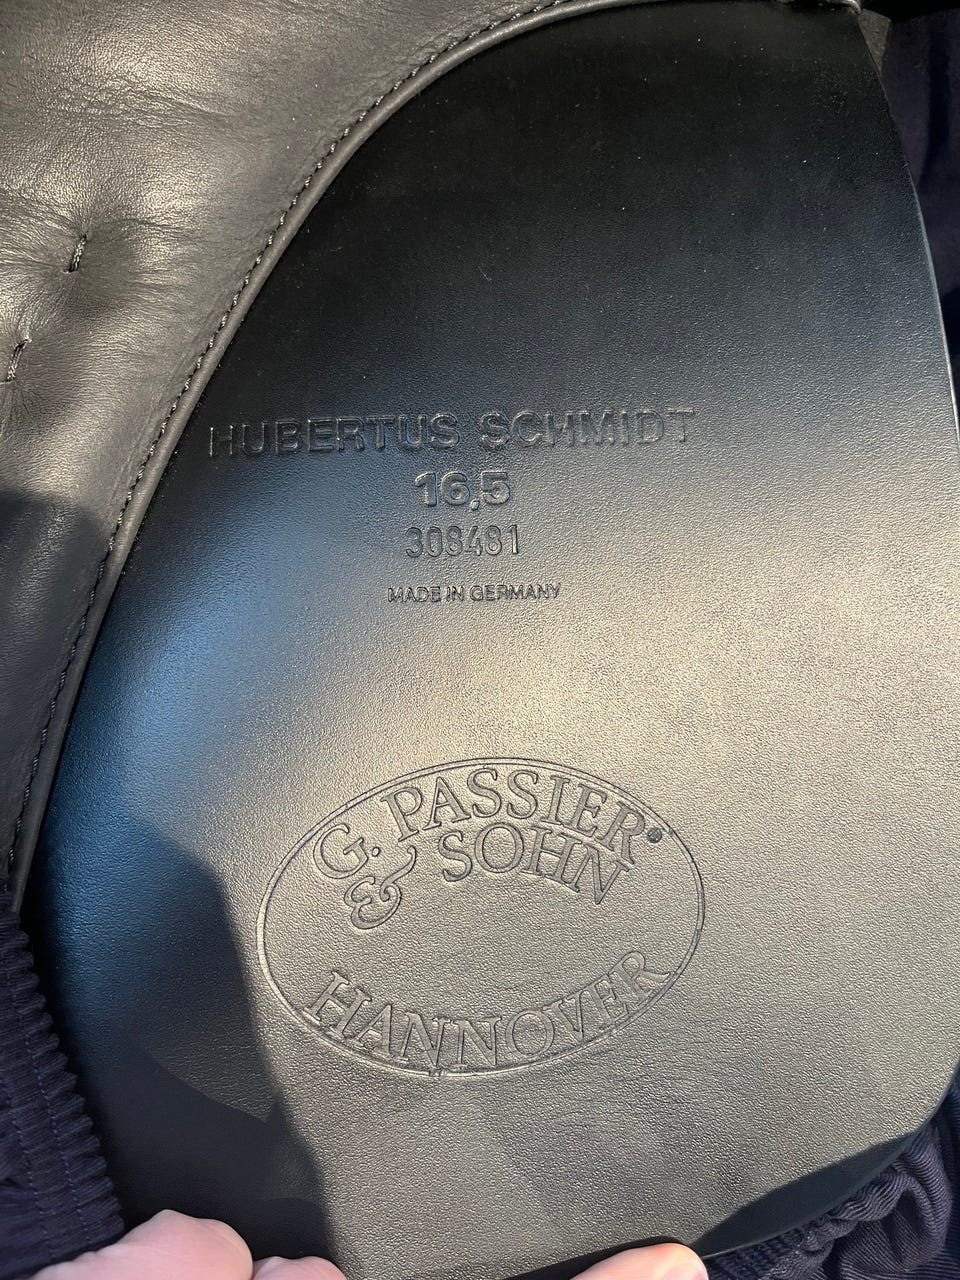 HUBERTUS SCHMIDT
16,5
308481
MADE IN GERMANY
G. PASSIER®
& SOHN
HANNOVER